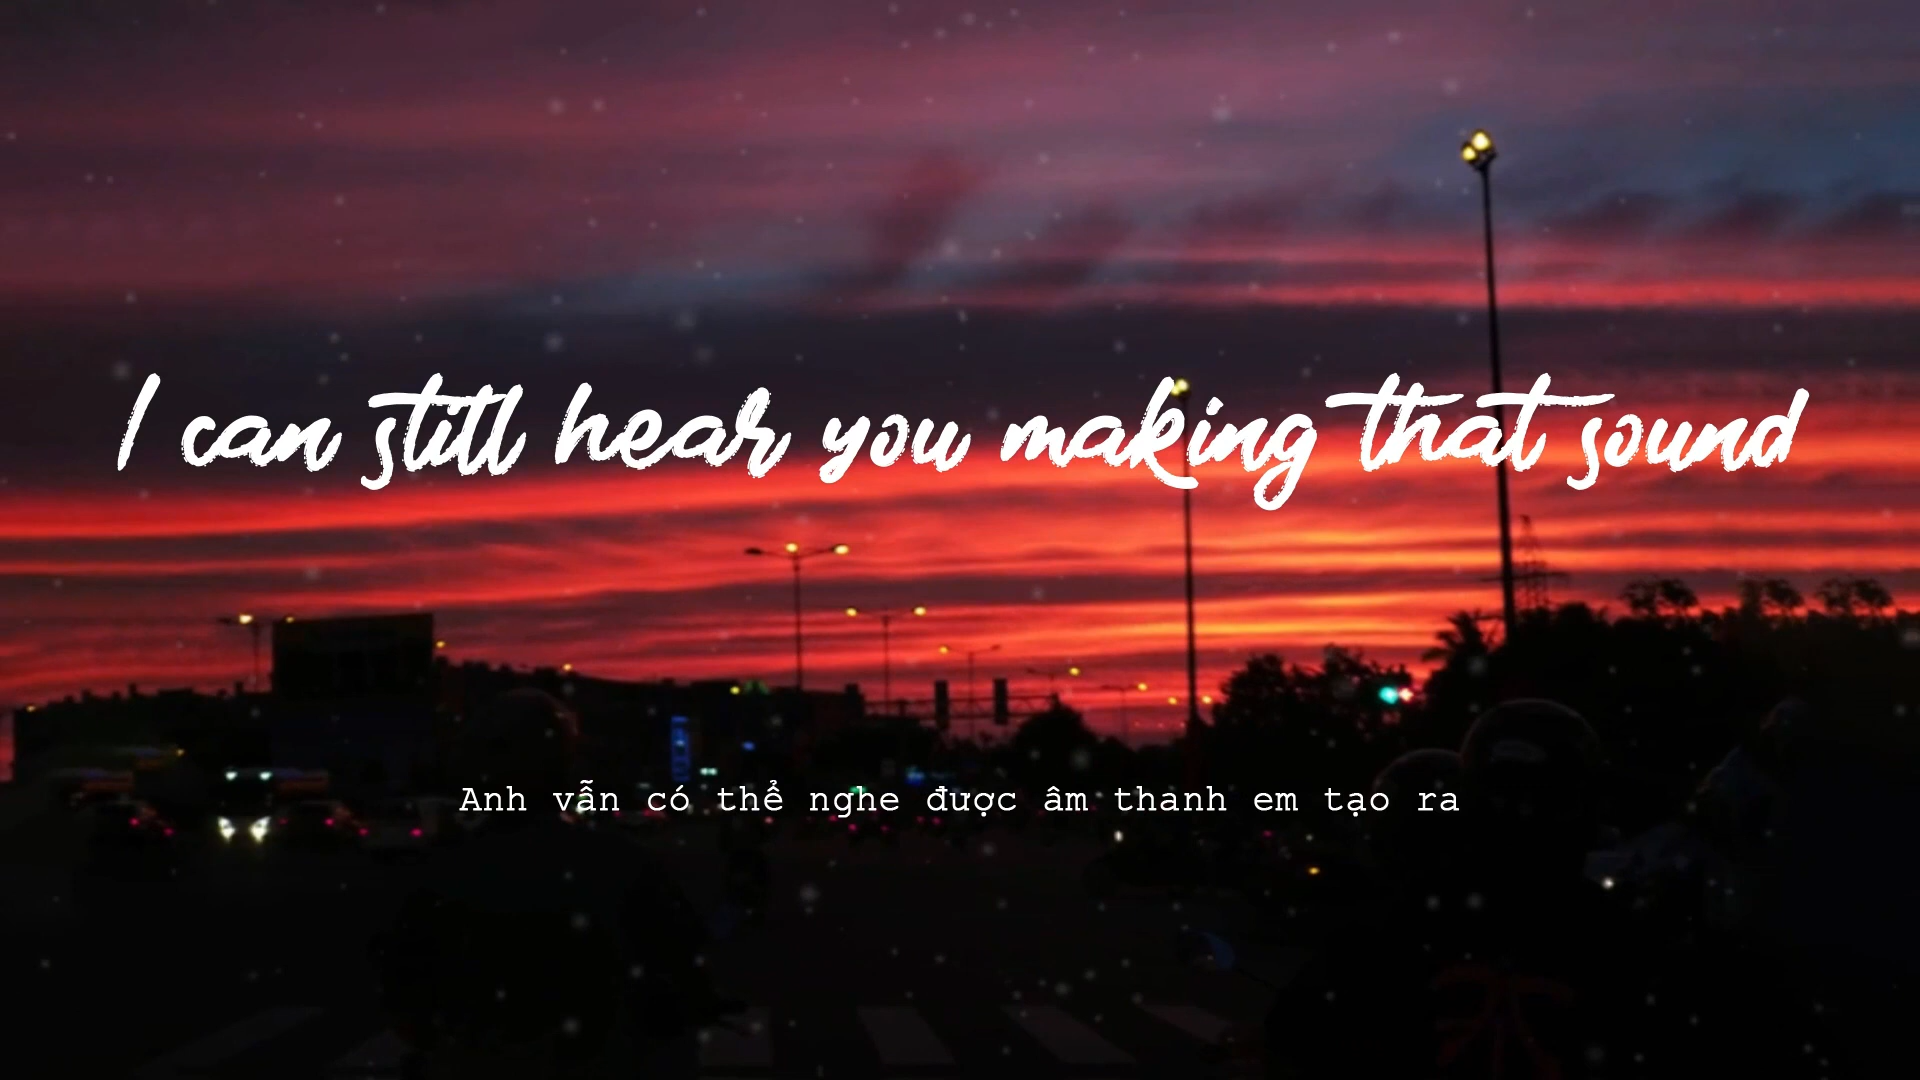 I can still hear you making that sound
Anh vẫn có thể nghe được âm thanh em tạo ra